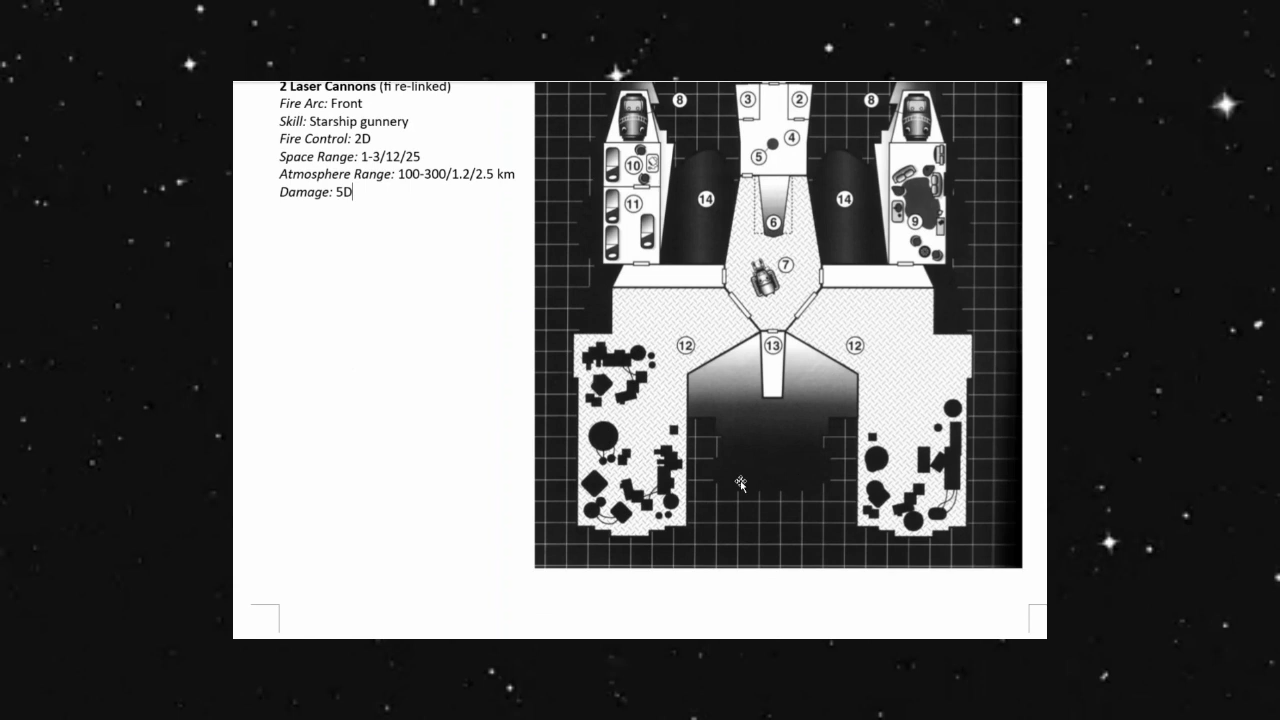 2 Laser Cannons (fire-linked)
Fire Arc: Front
Skill: Starship gunnery
Fire Control: 2D
Space Range: 1-3/12/25
Atmosphere Range: 100-300/1.2/2.5 km
Damage: 5D
8
3
2
8
4
5
10
11
14
6
14
9
7
12
13
12